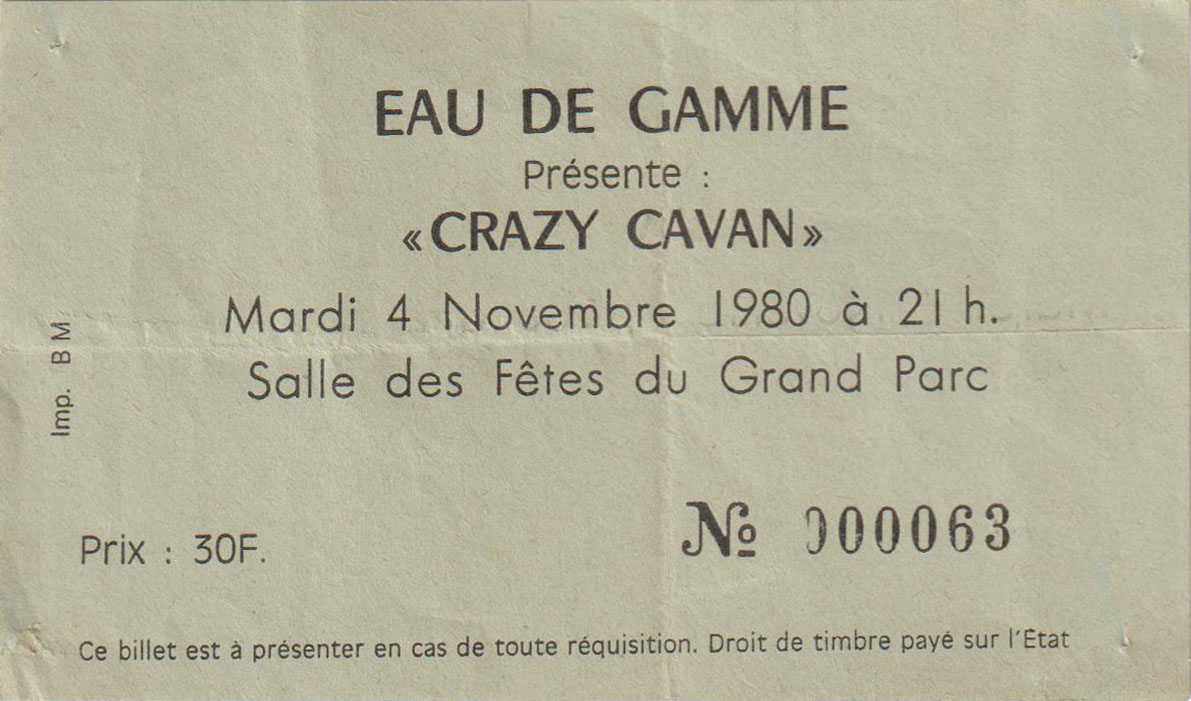 EAU DE GAMME
Présente :
«CRAZY CAVAN»
Mardi 4 Novembre 1980 à 21 h.
Salle des Fêtes du Grand Parc
Imp. B M
Nº 000063
Prix : 30F.
Ce billet est à présenter en cas de toute réquisition. Droit de timbre payé sur l'Etat